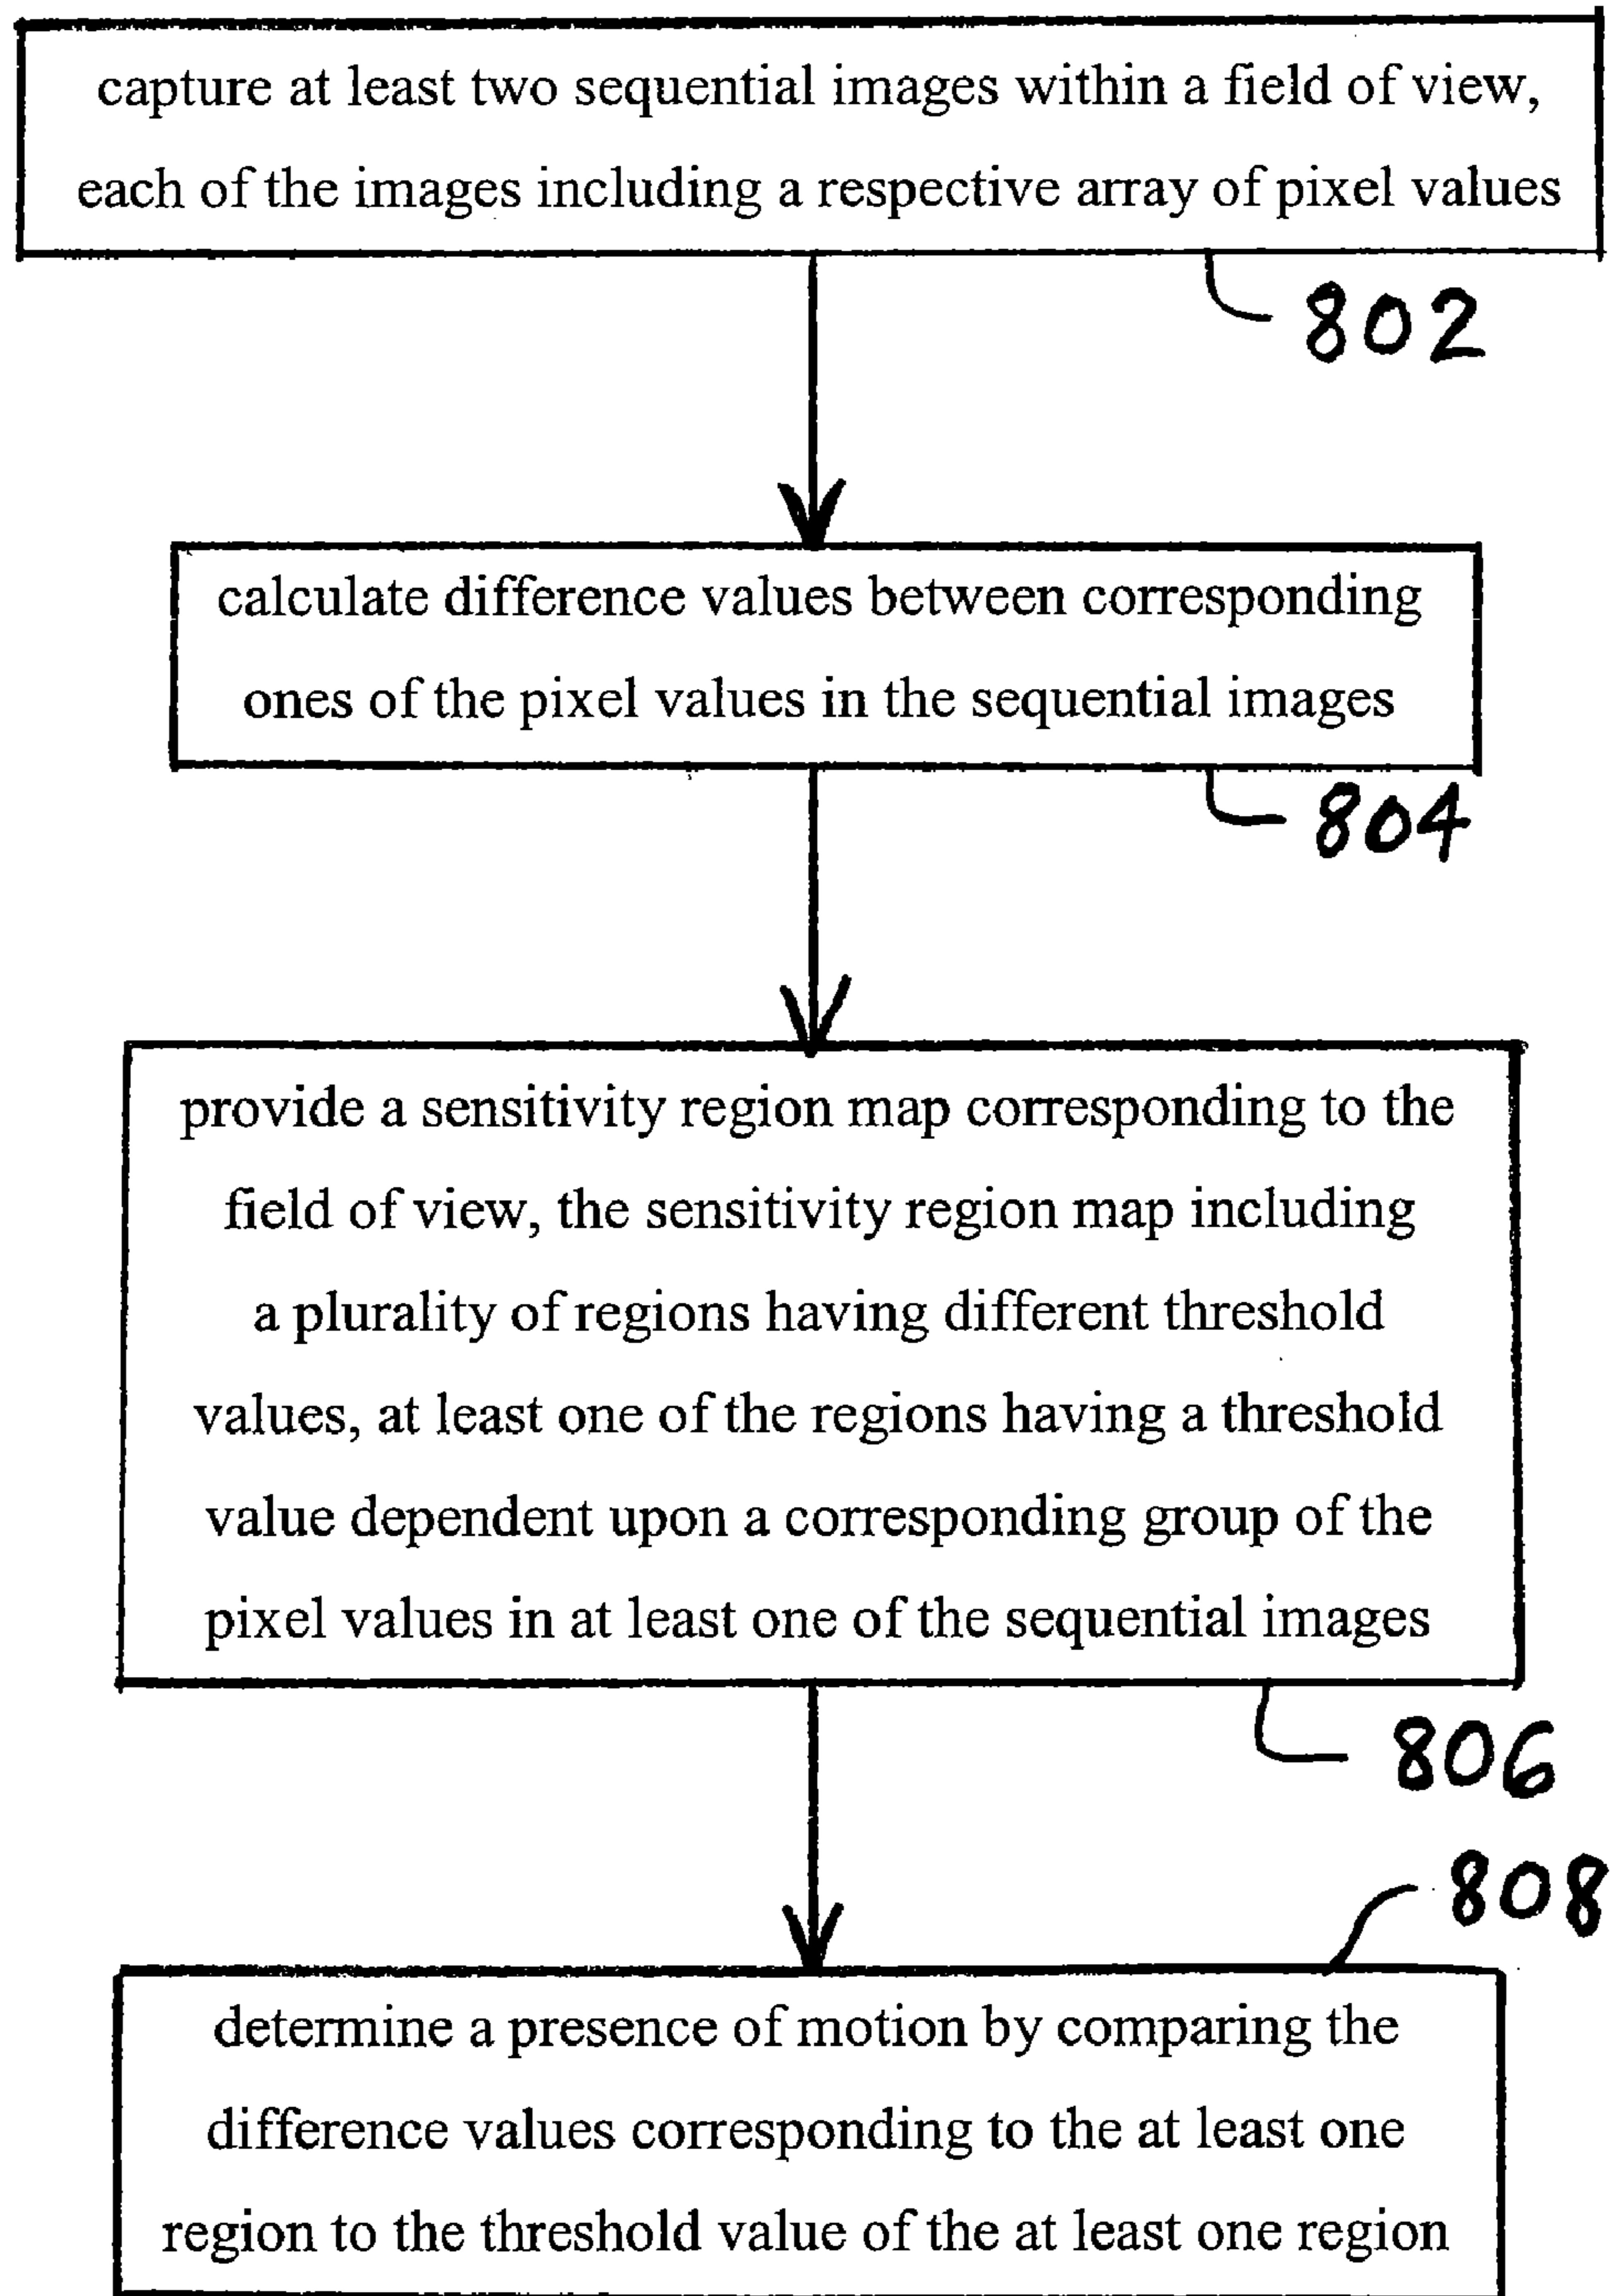 capture at least two sequential images within a field of view,
each of the images including a respective array of pixel values
802
calculate difference values between corresponding
ones of the pixel values in the sequential images
804
provide a sensitivity region map corresponding to the
field of view, the sensitivity region map including
a plurality of regions having different threshold
values, at least one of the regions having a threshold
value dependent upon a corresponding group of the
pixel values in at least one of the sequential images
806
808
determine a presence of motion by comparing the
difference values corresponding to the at least one
region to the threshold value of the at least one region